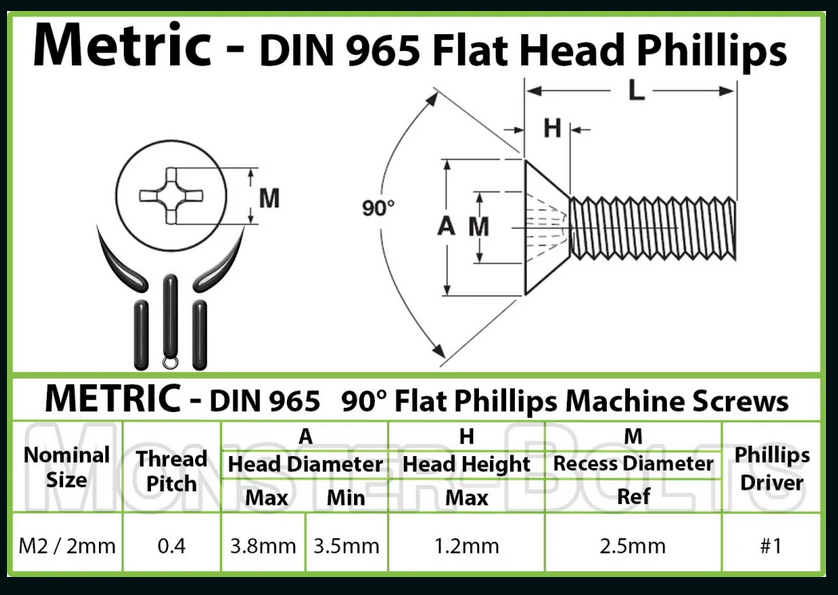 Metric - DIN 965 Flat Head Phillips
L
H
M
90°
A M
METRIC - DIN 965 90° Flat Phillips Machine Screws
MONSTER-BOLTS
Nominal Size
Thread Pitch
A
Head Diameter
Max Min
H
Head Height
Max
M
Recess Diameter
Ref
Phillips Driver
M2 / 2mm 0.4 3.8mm 3.5mm 1.2mm 2.5mm #1